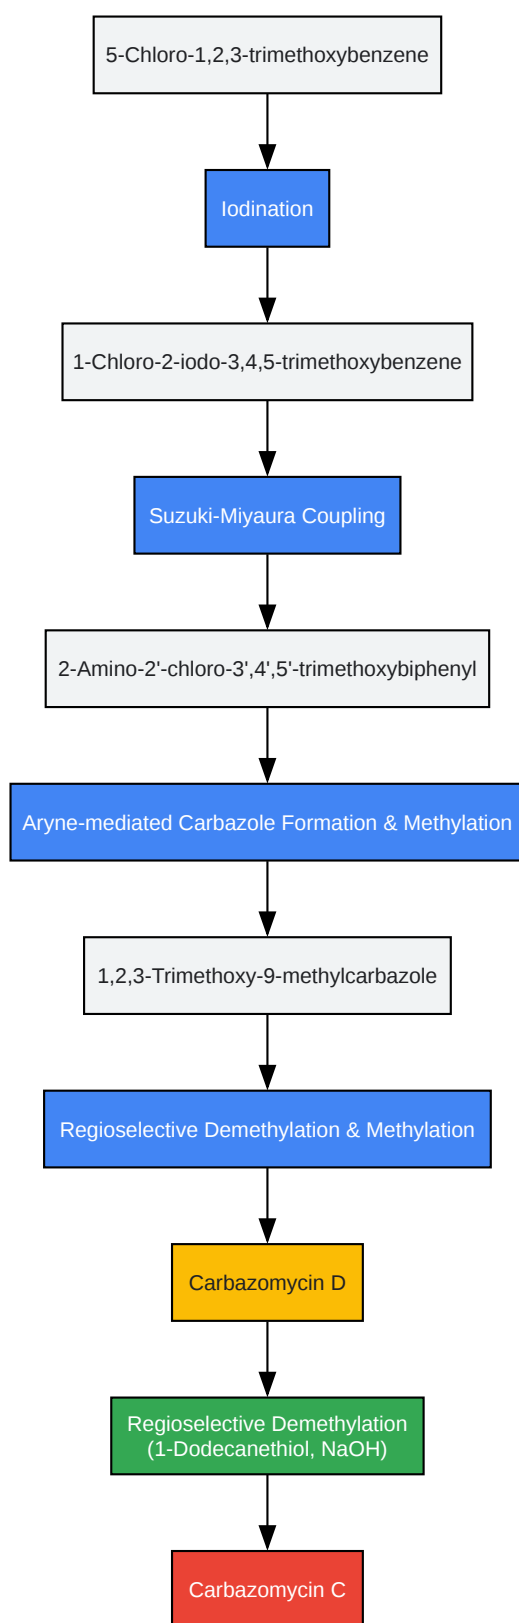 5-Chloro-1,2,3-trimethoxybenzene
Iodination
1-Chloro-2-iodo-3,4,5-trimethoxybenzene
Suzuki-Miyaura Coupling
2-Amino-2'-chloro-3',4',5'-trimethoxybiphenyl
Aryne-mediated Carbazole Formation & Methylation
1,2,3-Trimethoxy-9-methylcarbazole
Regioselective Demethylation & Methylation
Carbazomycin D
Regioselective Demethylation
(1-Dodecanethiol, NaOH)
Carbazomycin C